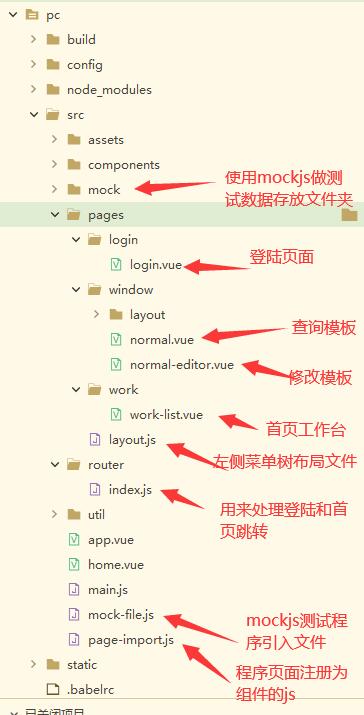 pc
build
config
node_modules
src
assets
components
mock
使用mockjs做测
试数据存放文件夹
pages
login
login.vue
登陆页面
window
layout
normal.vue
查询模板
normal-editor.vue
修改模板
work
work-list.vue
首页工作台
layout.js
左侧菜单树布局文件
router
index.js
用来处理登陆和首
页跳转
util
app.vue
home.vue
main.js
mock-file.js
mockjs测试程
序引入文件
page-import.js
程序页面注册为
组件的js
static
.babelrc
已关闭项目